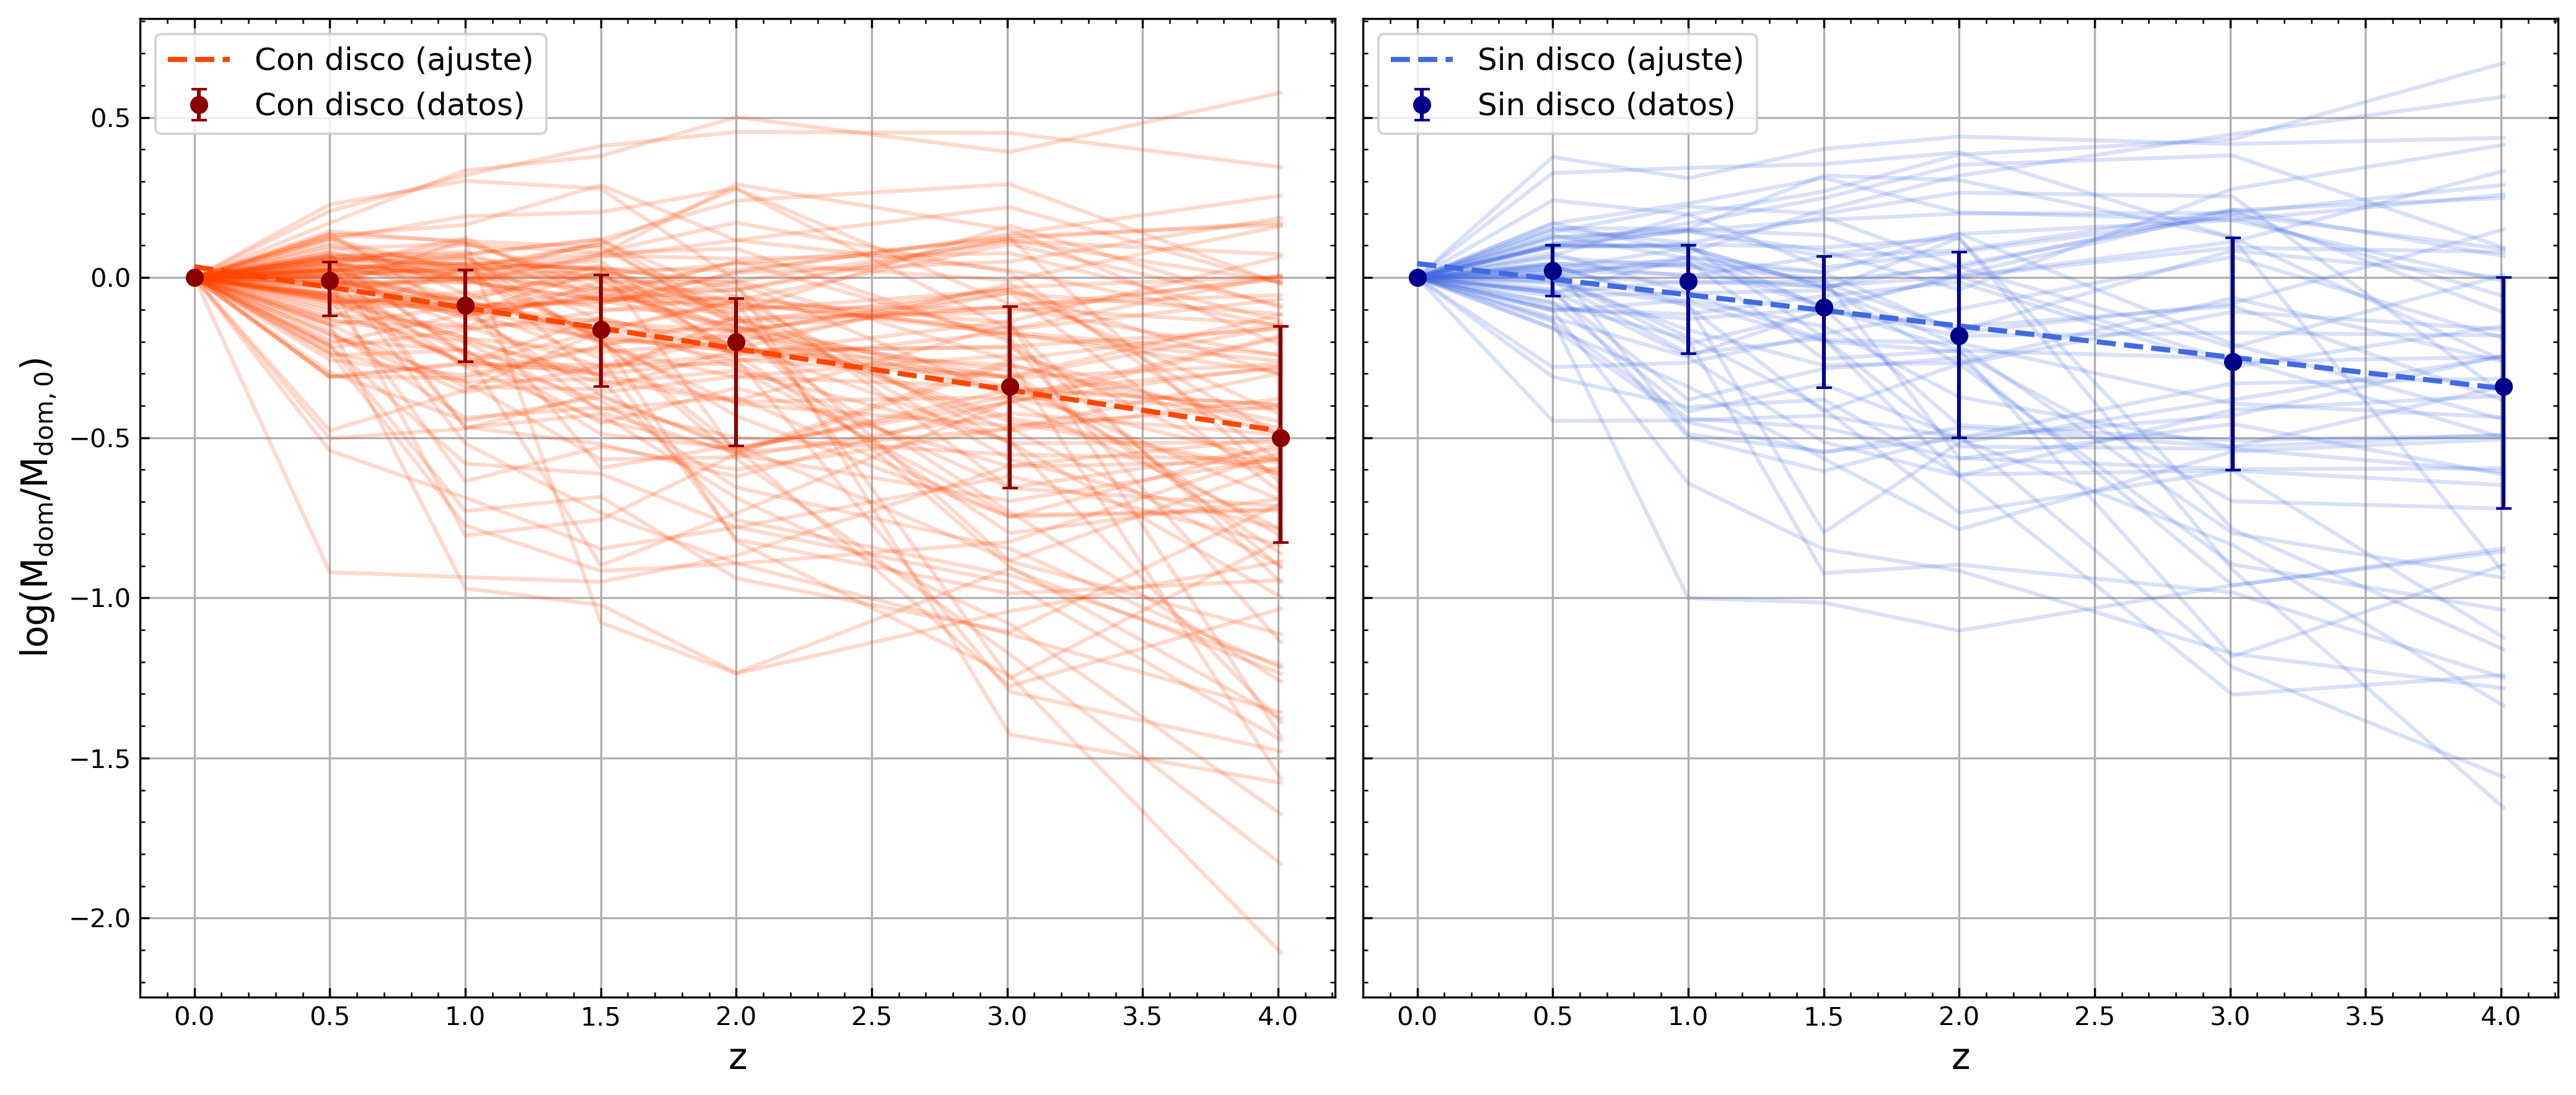 Con disco (ajuste)
Con disco (datos)
Sin disco (ajuste)
Sin disco (datos)
log(M_dom/M_dom, 0)
0.5
0.0
−0.5
−1.0
−1.5
−2.0
0.0 0.5 1.0 1.5 2.0 2.5 3.0 3.5 4.0
0.0 0.5 1.0 1.5 2.0 2.5 3.0 3.5 4.0
z
z